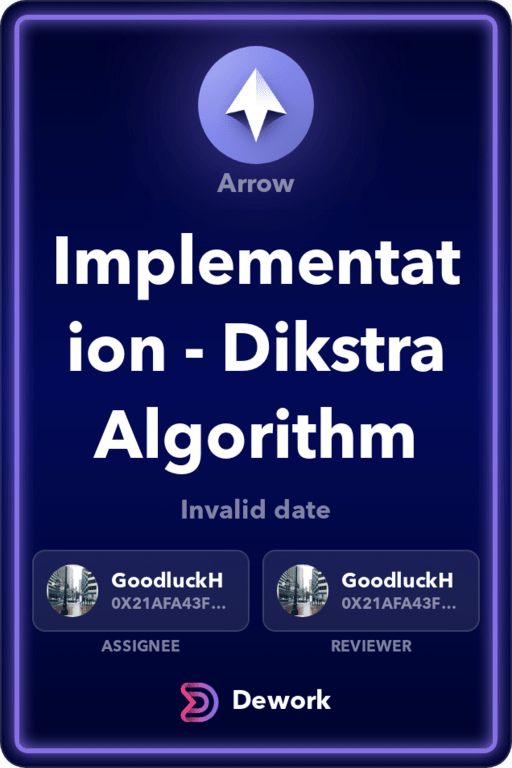 Arrow
Implementat
ion - Dikstra
Algorithm
Invalid date
GoodluckH
0X21AFA43F...
ASSIGNEE
GoodluckH
0X21AFA43F...
REVIEWER
Dework